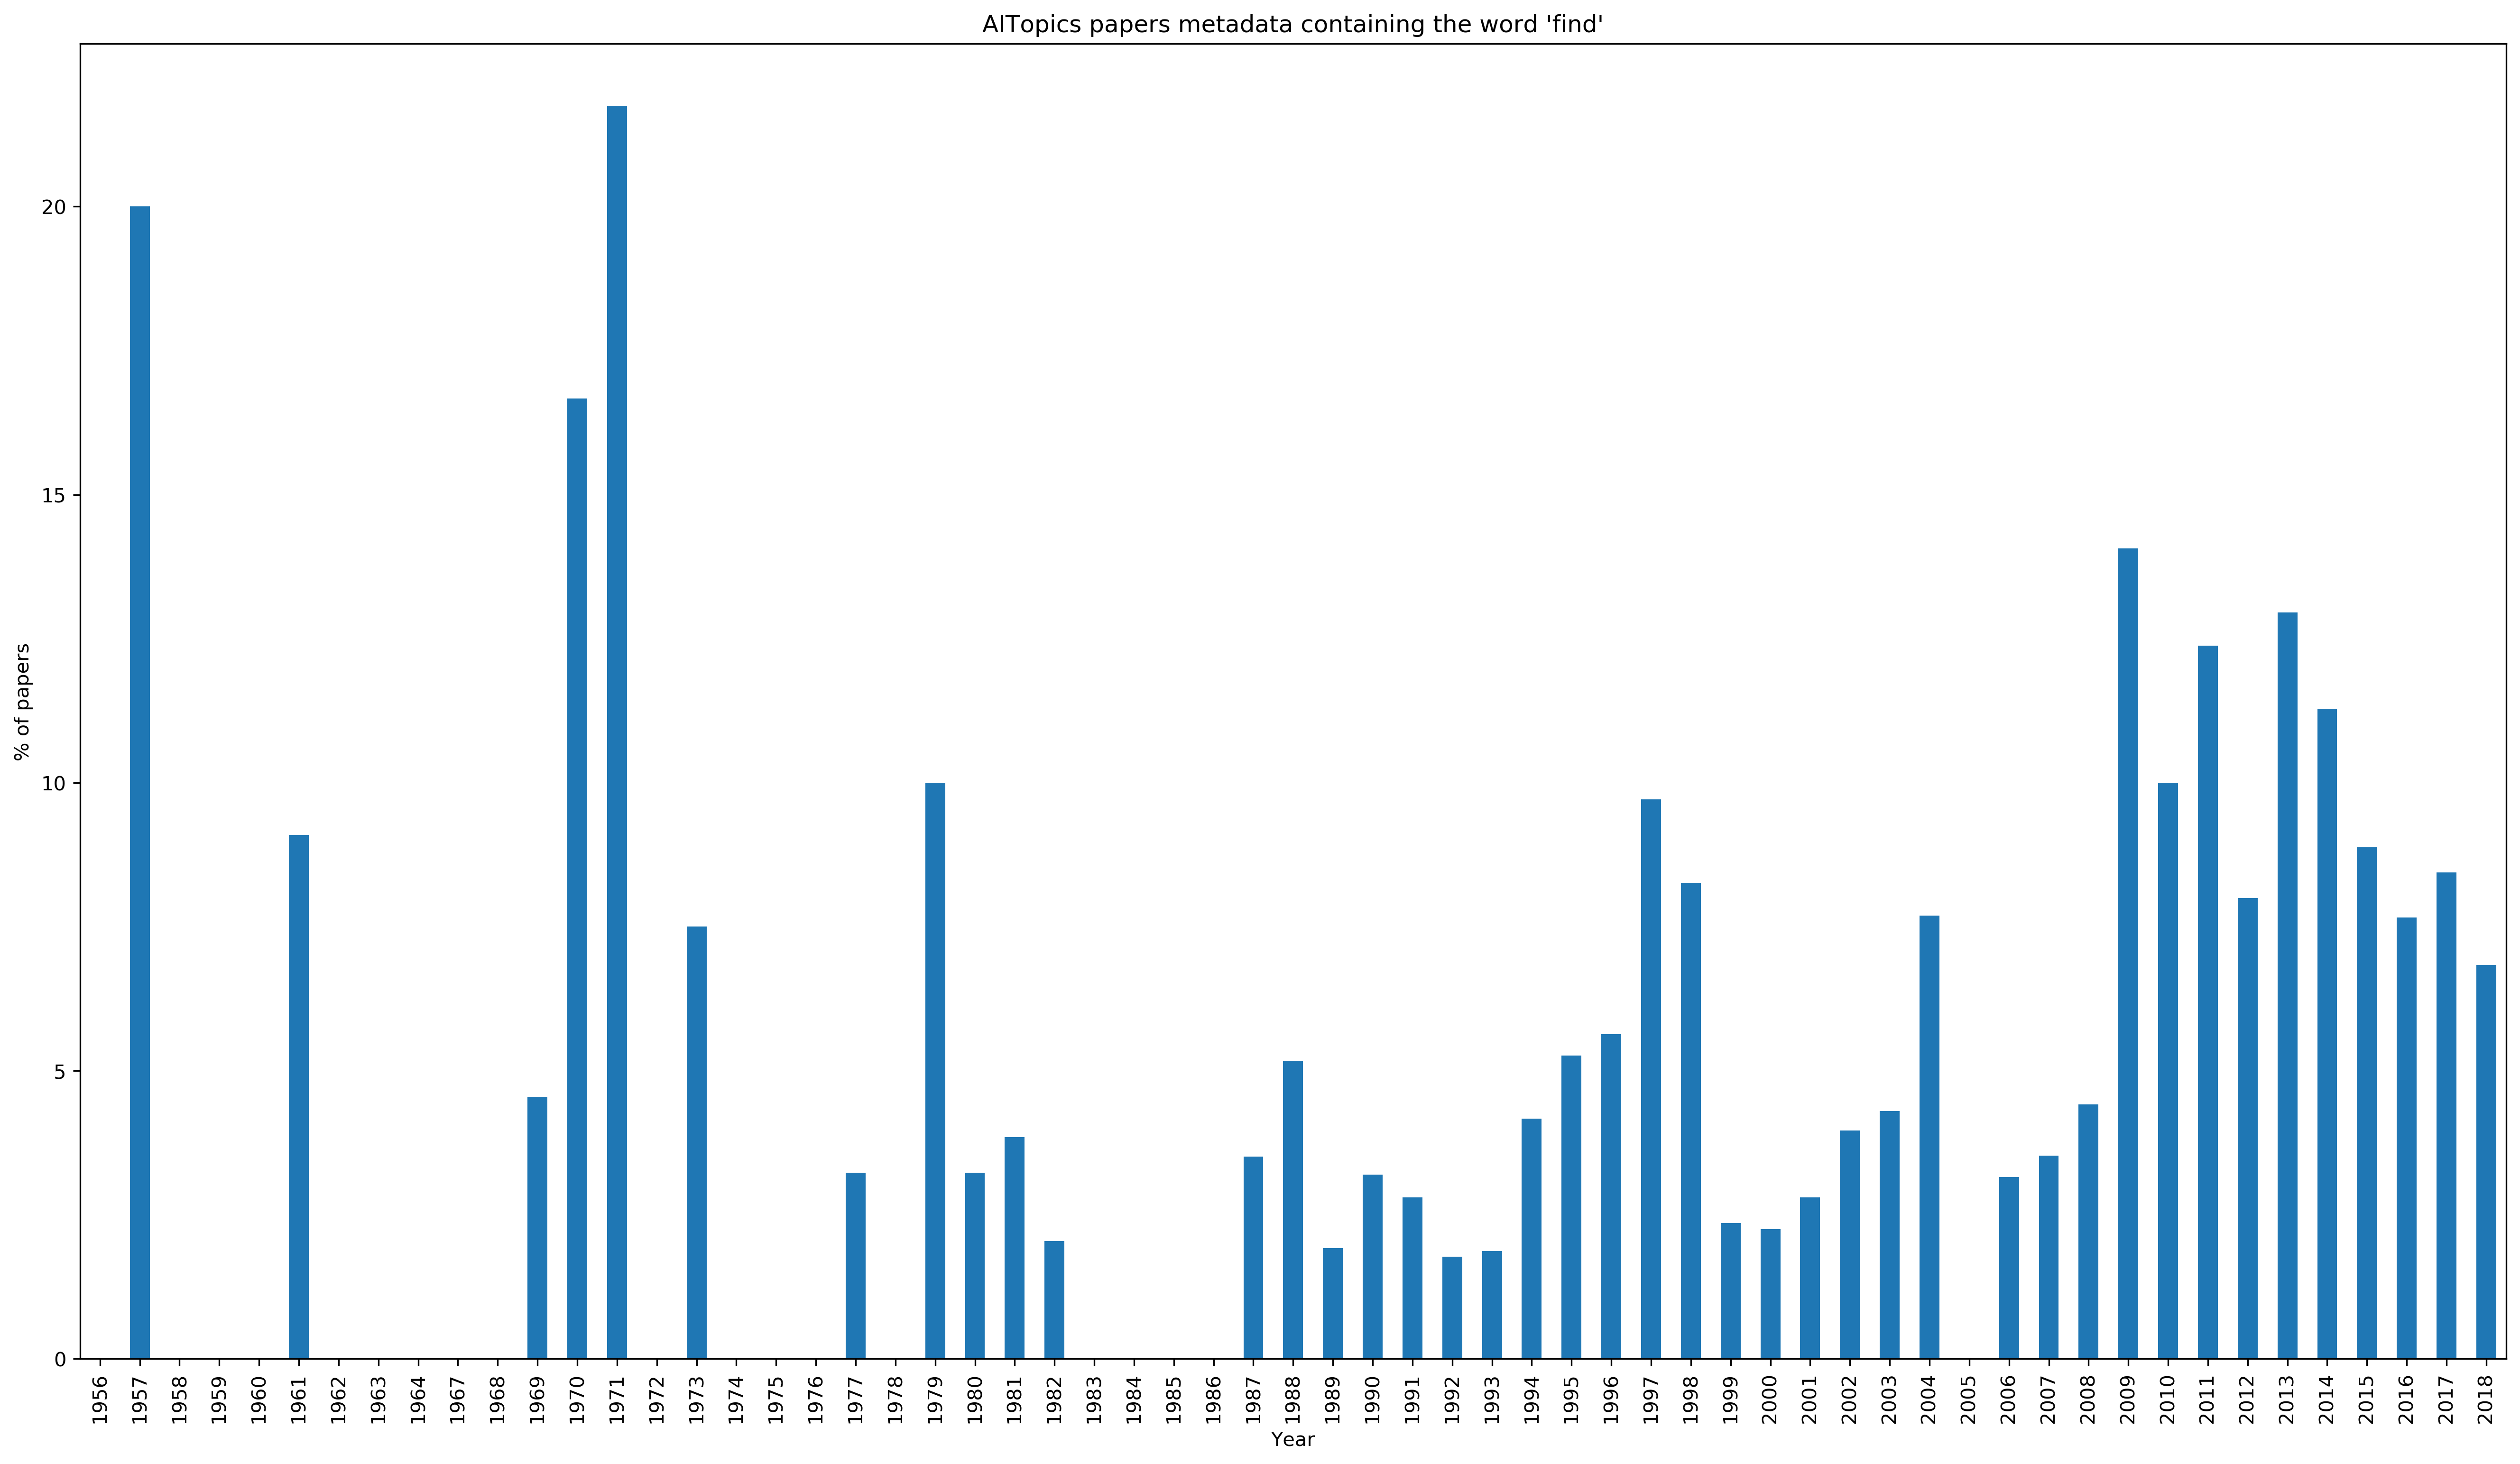 AITopics papers metadata containing the word 'find'
% of papers
20
15
10
5
0
1956 1957 1958 1959 1960 1961 1962 1963 1964 1967 1968 1969 1970 1971 1972 1973 1974 1975 1976 1977 1978 1979 1980 1981 1982 1983 1984 1985 1986 1987 1988 1989 1990 1991 1992 1993 1994 1995 1996 1997 1998 1999 2000 2001 2002 2003 2004 2005 2006 2007 2008 2009 2010 2011 2012 2013 2014 2015 2016 2017 2018
Year